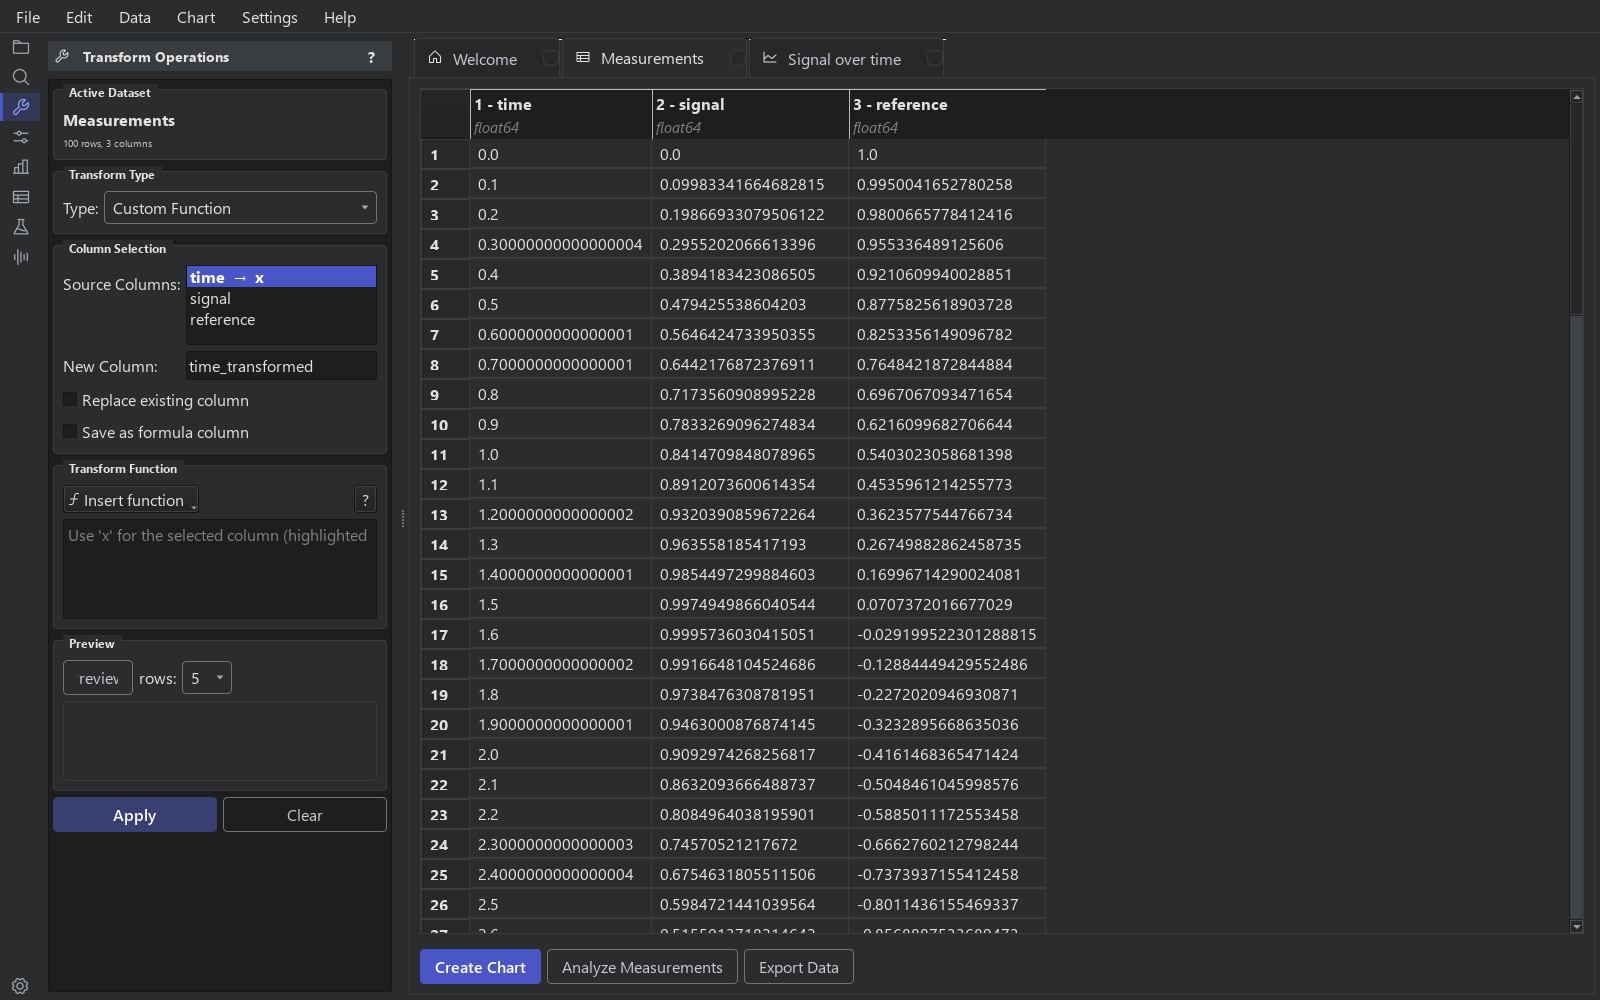 File Edit Data Chart Settings Help
Transform Operations ?
Active Dataset
Measurements
100 rows, 3 columns
Transform Type
Type: Custom Function
Column Selection
Source Columns: time → x
signal
reference
New Column: time_transformed
Replace existing column
Save as formula column
Transform Function
Insert function ?
Use 'x' for the selected column (highlighted
Preview
rows: 5
Apply Clear
Welcome Measurements Signal over time
1 - time 2 - signal 3 - reference
float64 float64 float64
1 0.0 0.0 1.0
2 0.1 0.09983341664682815 0.9950041652780258
3 0.2 0.19866933079506122 0.9800665778412416
4 0.30000000000000004 0.2955202066613396 0.955336489125606
5 0.4 0.3894183423086505 0.9210609940028851
6 0.5 0.479425538604203 0.8775825618903728
7 0.6000000000000001 0.5646424733950355 0.8253356149096782
8 0.7000000000000001 0.6442176872376911 0.7648421872844884
9 0.8 0.7173560908995228 0.6967067093471654
10 0.9 0.7833269096274834 0.6216099682706644
11 1.0 0.8414709848078965 0.5403023058681398
12 1.1 0.8912073600614354 0.4535961214255773
13 1.2000000000000002 0.9320390859672264 0.3623577544766734
14 1.3 0.963558185417193 0.26749882862458735
15 1.4000000000000001 0.9854497299884603 0.16996714290024081
16 1.5 0.9974949866040544 0.0707372016677029
17 1.6 0.9995736030415051 -0.029199522301288815
18 1.7000000000000002 0.9916648104524686 -0.12884449429552486
19 1.8 0.9738476308781951 -0.2272020946930871
20 1.9000000000000001 0.9463000876874145 -0.3232895668635036
21 2.0 0.9092974268256817 -0.4161468365471424
22 2.1 0.8632093666488737 -0.5048461045998576
23 2.2 0.8084964038195901 -0.5885011172553458
24 2.3000000000000003 0.74570521217672 -0.6662760212798244
25 2.4000000000000004 0.6754631805511506 -0.7373937155412458
26 2.5 0.5984721441039564 -0.8011436155469337
Create Chart Analyze Measurements Export Data